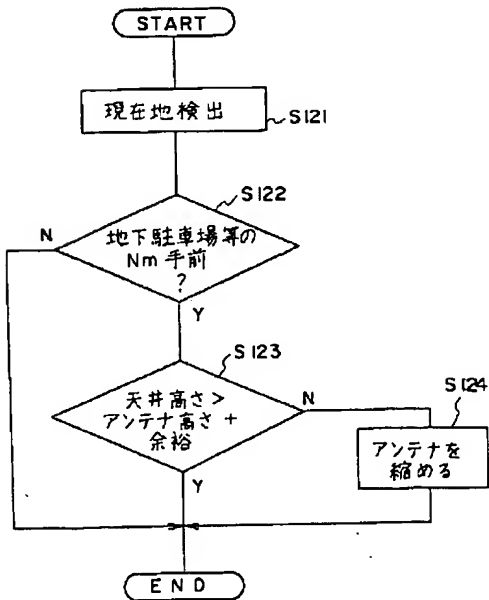 START
現在地検出
S121
S122
N
地下駐車場等の
Nm手前
?
Y
S123
天井高さ>
アンテナ高さ+
余裕
N
S124
アンテナを
縮める
Y
END